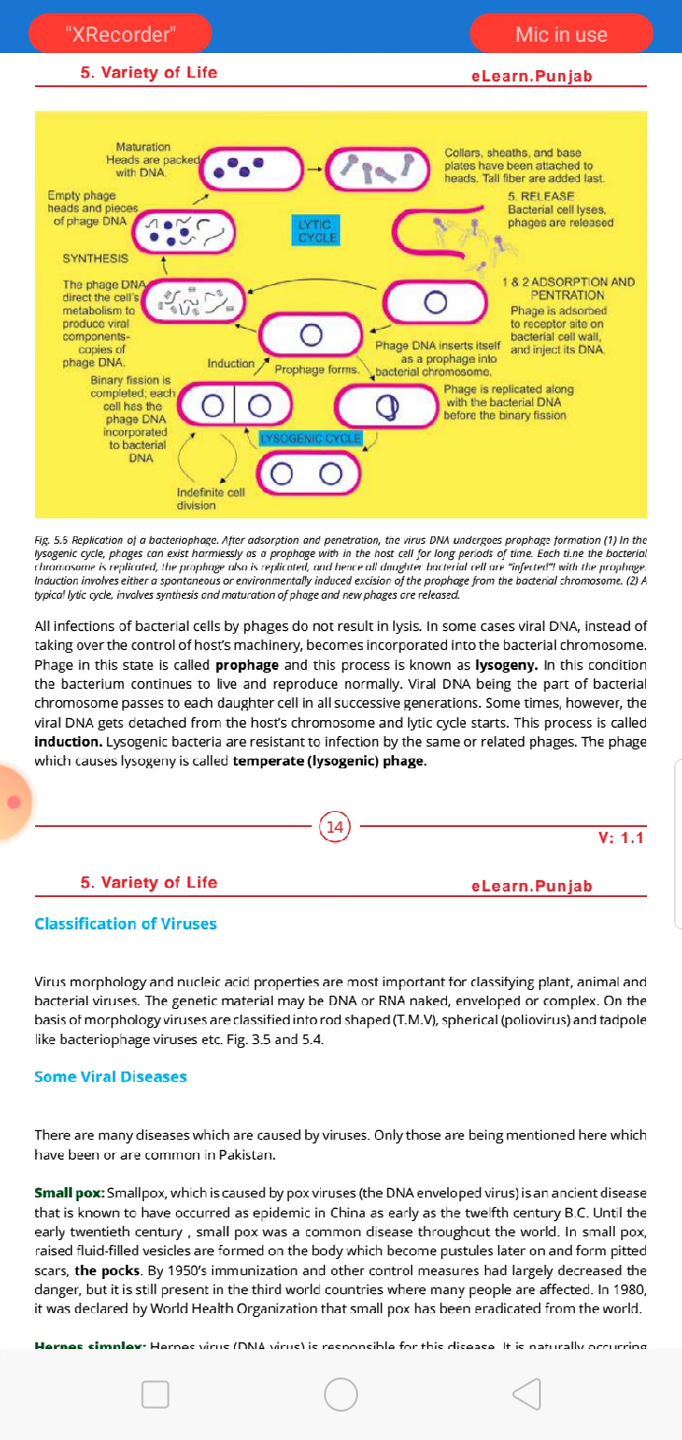 "XRecorder"
Mic in use
5. Variety of Life
eLearn.Punjab
Maturation
Heads are packed
with DNA.
Collars, sheaths, and base
plates have been attached to
heads. Tall fiber are added last.
Empty phage
heads and pieces
of phage DNA
LYTIC
CYCLE
5. RELEASE
Bacterial cell lyses,
phages are released
SYNTHESIS
The phage DNA
direct the cell's
metabolism to
produce viral
components-
copies of
phage DNA.
1 & 2 ADSORPTION AND
PENTRATION
Phage is adsorbed
to receptor site on
bacterial cell wall,
and inject its DNA.
Phage DNA inserts itself
as a prophage into
bacterial chromosome.
Induction
Prophage forms.
Binary fission is
completed; each
cell has the
phage DNA
incorporated
to bacterial
DNA
Phage is replicated along
with the bacterial DNA
before the binary fission
LYSOGENIC CYCLE
Indefinite cell
division
Fig. 5.6 Replication of a bacteriophage. After adsorption and penetration, the virus DNA undergoes prophage formation (1) In the
lysogenic cycle, phages can exist harmlessly as a prophage with in the host cell for long periods of time. Each ti.ne the bacterial
chromosome is replicated, the prophage also is replicated, and hence all daughter bacterial cell are "infected"! with the prophage.
Induction involves either a spontaneous or environmentally induced excision of the prophage from the bacterial chromosome. (2) A
typical lytic cycle, involves synthesis and maturation of phage and new phages are released.
All infections of bacterial cells by phages do not result in lysis. In some cases viral DNA, instead of
taking over the control of host's machinery, becomes incorporated into the bacterial chromosome.
Phage in this state is called prophage and this process is known as lysogeny. In this condition
the bacterium continues to live and reproduce normally. Viral DNA being the part of bacterial
chromosome passes to each daughter cell in all successive generations. Some times, however, the
viral DNA gets detached from the host's chromosome and lytic cycle starts. This process is called
induction. Lysogenic bacteria are resistant to infection by the same or related phages. The phage
which causes lysogeny is called temperate (lysogenic) phage.
14
V: 1.1
5. Variety of Life
eLearn.Punjab
Classification of Viruses
Virus morphology and nucleic acid properties are most important for classifying plant, animal and
bacterial viruses. The genetic material may be DNA or RNA naked, enveloped or complex. On the
basis of morphology viruses are classified into rod shaped (T.M.V), spherical (poliovirus) and tadpole
like bacteriophage viruses etc. Fig. 3.5 and 5.4.
Some Viral Diseases
There are many diseases which are caused by viruses. Only those are being mentioned here which
have been or are common in Pakistan.
Small pox: Smallpox, which is caused by pox viruses (the DNA enveloped virus) is an ancient disease
that is known to have occurred as epidemic in China as early as the twelfth century B.C. Until the
early twentieth century , small pox was a common disease throughout the world. In small pox,
raised fluid-filled vesicles are formed on the body which become pustules later on and form pitted
scars, the pocks. By 1950's immunization and other control measures had largely decreased the
danger, but it is still present in the third world countries where many people are affected. In 1980,
it was declared by World Health Organization that small pox has been eradicated from the world.
Herpes simplex: Herpes virus (DNA virus) is responsible for this disease. It is naturally occurring